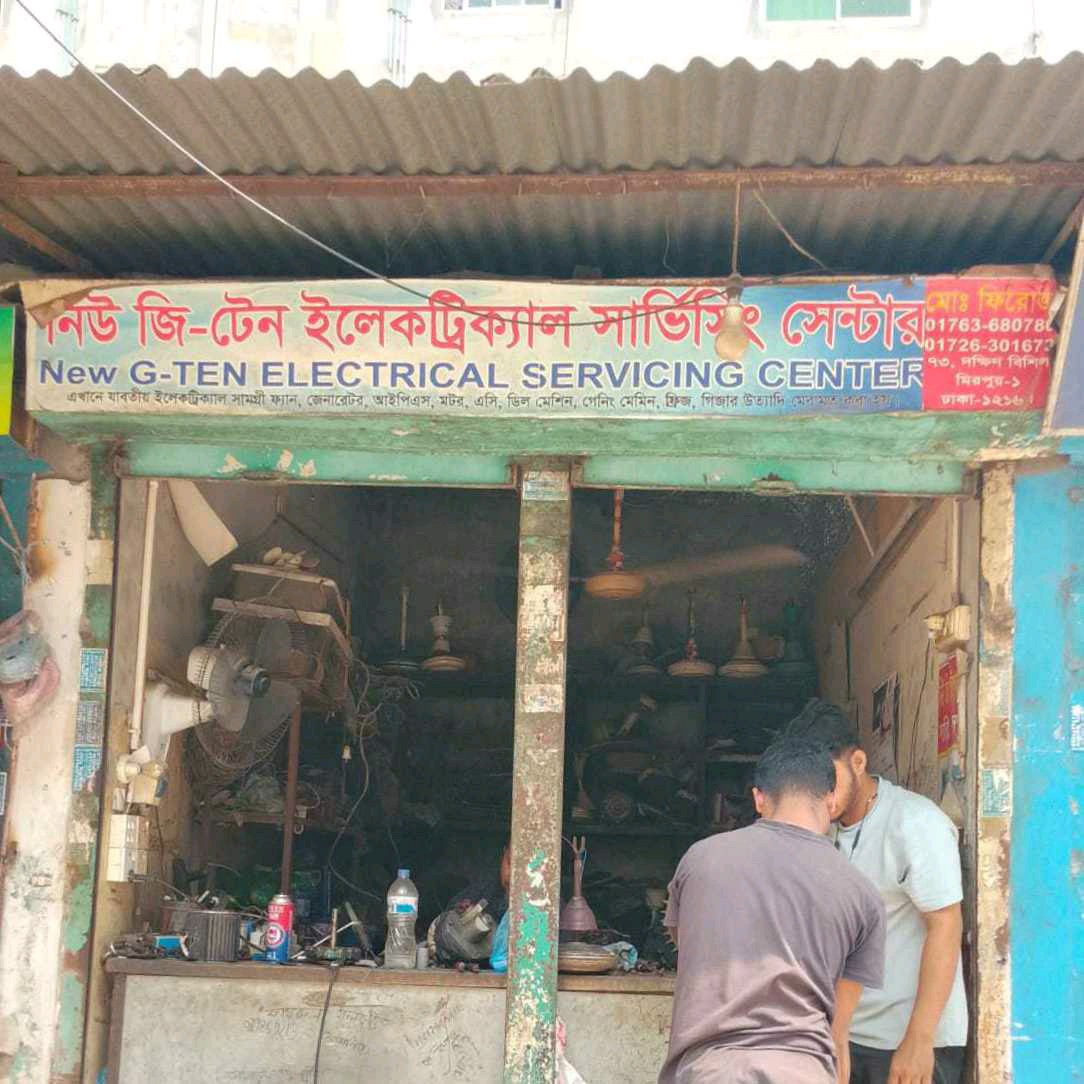 নিউ জি-টেন ইলেকট্রিক্যাল সার্ভিসিং সেন্টার
New G-TEN ELECTRICAL SERVICING CENTER
এখানে যাবতীয় ইলেকট্রিক্যাল সামগ্রী ফ্যান, জেনারেটর, আইপিএস, মটর, এসি, ডিল মেশিন, পেনিং মেমিন, ফ্রিজ, গিজার উত্যাদি মেরামত করা হয়।
মোঃ ফিরোজ
01763-68078
01726-301673
৭৩, দক্ষিণ বিশিল
মিরপুর-১
ঢাকা-১২১৬।